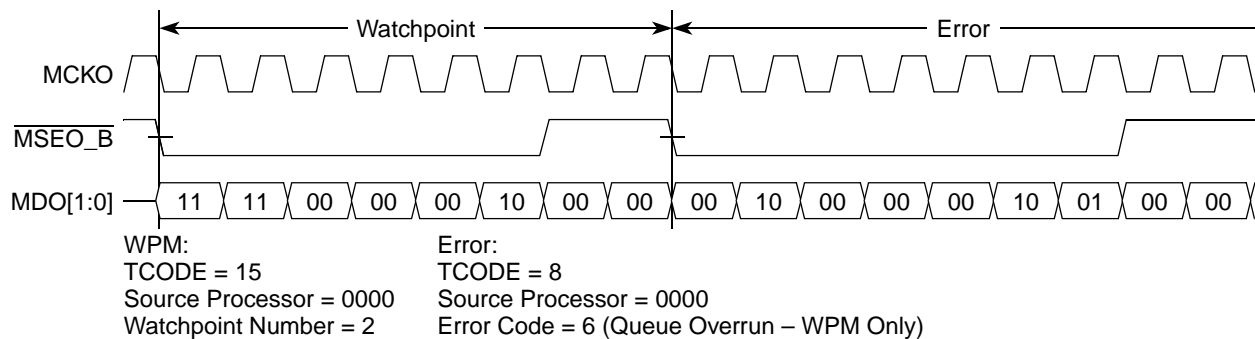 Watchpoint Error
MCKO
MSEO_B
MDO[1:0] 11 11 00 00 00 10 00 00 00 10 00 00 00 10 01 00 00
WPM: Error:
TCODE = 15 TCODE = 8
Source Processor = 0000 Source Processor = 0000
Watchpoint Number = 2 Error Code = 6 (Queue Overrun – WPM Only)